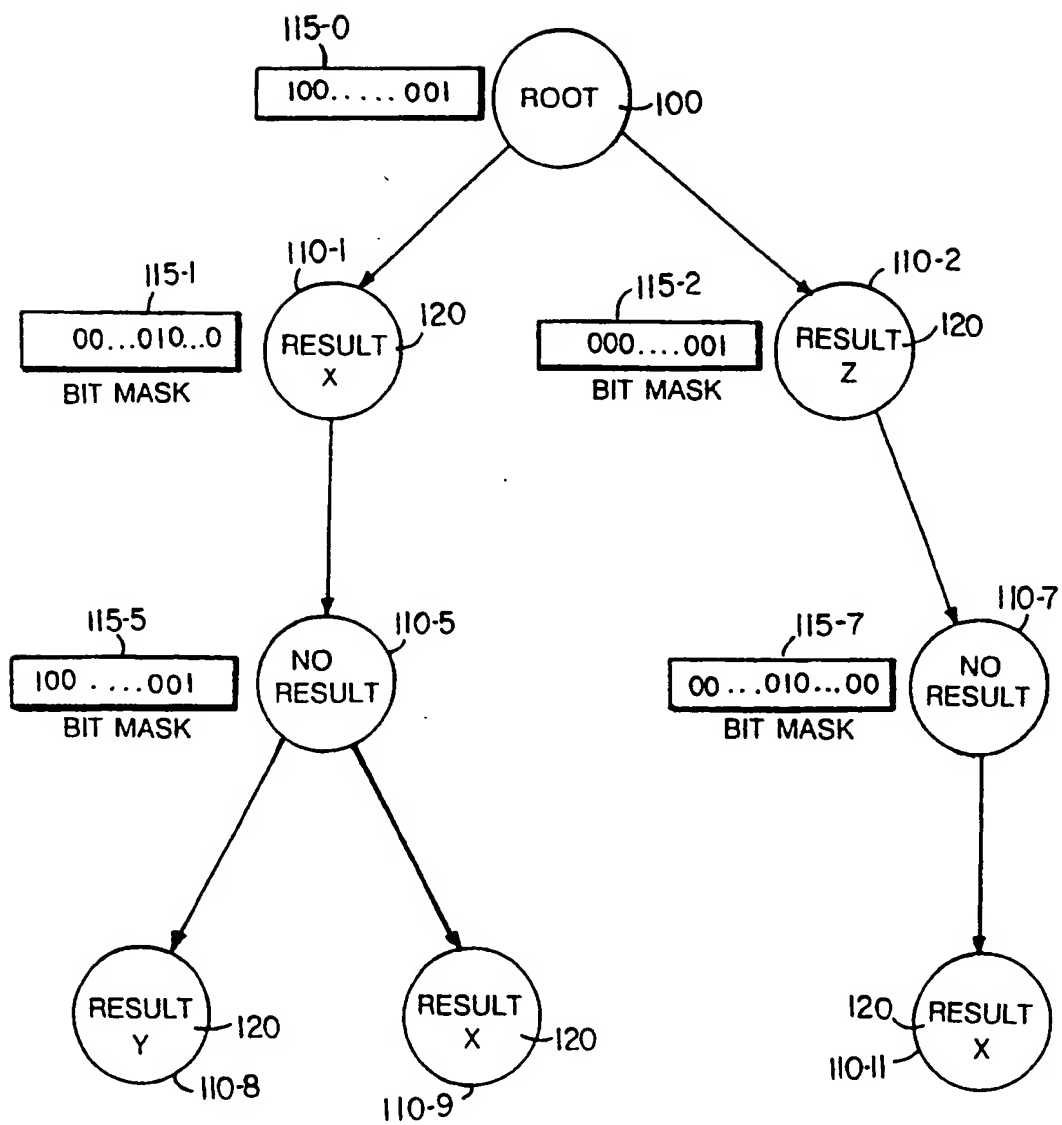 115-0
100.....001
ROOT
100
110-1
110-2
115-1
115-2
00...010...0
RESULT
X
120
000....001
RESULT
Z
120
BIT MASK
BIT MASK
115-5
110-5
115-7
110-7
100 ....001
NO
RESULT
00...010...00
NO
RESULT
BIT MASK
BIT MASK
RESULT
Y
120
RESULT
X
120
120
RESULT
X
110-8
110-9
110-11